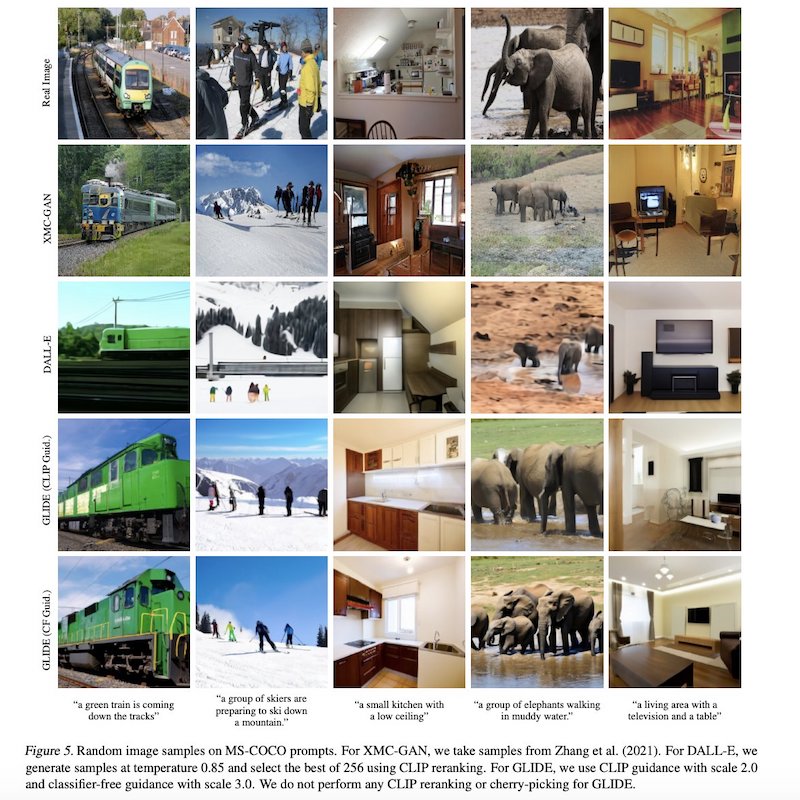 Real Image
XMC-GAN
DALL-E
GLIDE (CLIP Guid.)
GLIDE (CF Guid.)
“a green train is coming
down the tracks”
“a group of skiers are
preparing to ski down
a mountain.”
“a small kitchen with
a low ceiling”
“a group of elephants walking
in muddy water.”
“a living area with a
television and a table”
Figure 5. Random image samples on MS-COCO prompts. For XMC-GAN, we take samples from Zhang et al. (2021). For DALL-E, we
generate samples at temperature 0.85 and select the best of 256 using CLIP reranking. For GLIDE, we use CLIP guidance with scale 2.0
and classifier-free guidance with scale 3.0. We do not perform any CLIP reranking or cherry-picking for GLIDE.